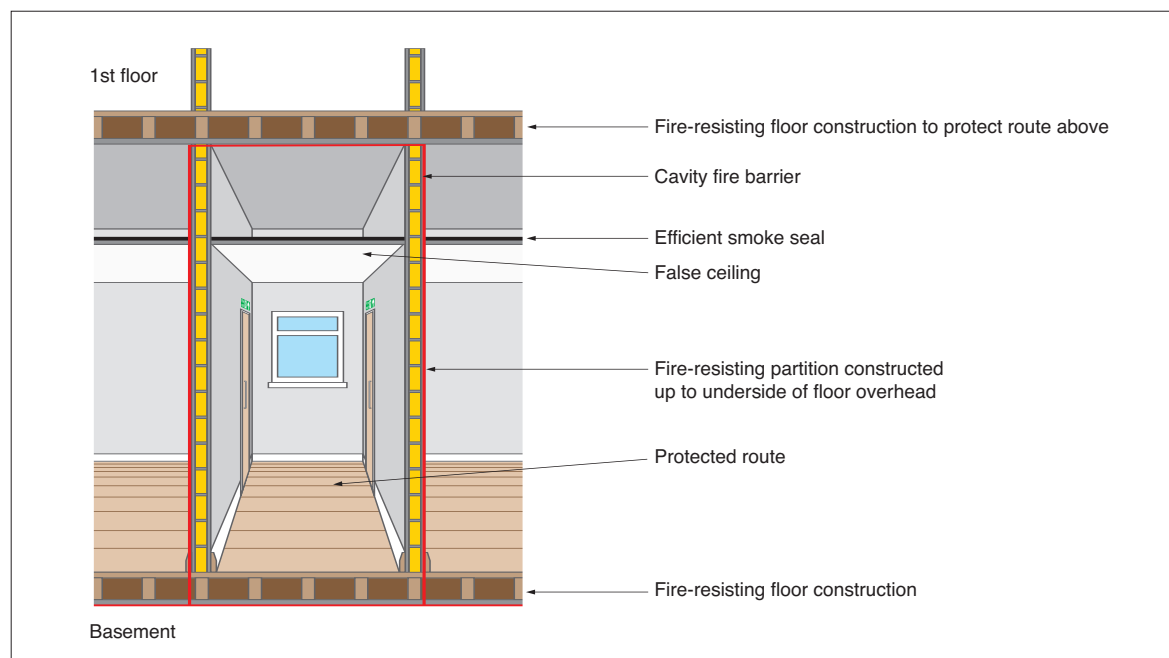 1st floor
Fire-resisting floor construction to protect route above
Cavity fire barrier
Efficient smoke seal
False ceiling
Fire-resisting partition constructed
up to underside of floor overhead
Protected route
Fire-resisting floor construction
Basement